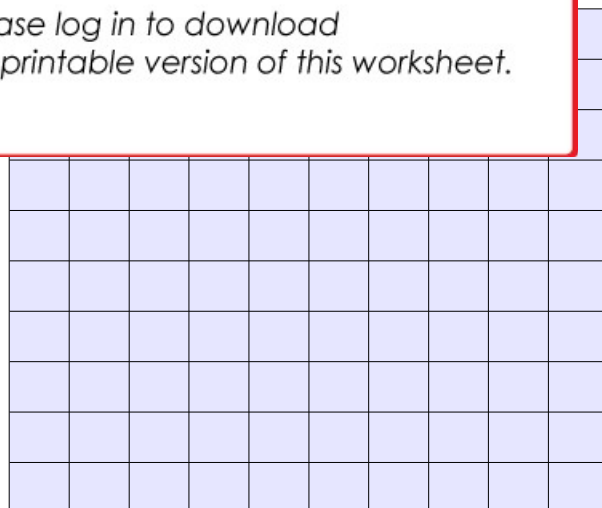 ase log in to download
printable version of this worksheet.